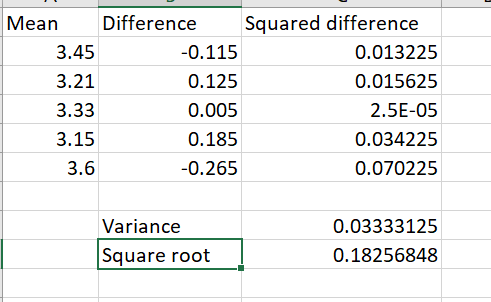 Mean Difference Squared difference
3.45 -0.115 0.013225
3.21 0.125 0.015625
3.33 0.005 2.5E-05
3.15 0.185 0.034225
3.6 -0.265 0.070225
Variance 0.03333125
Square root 0.18256848